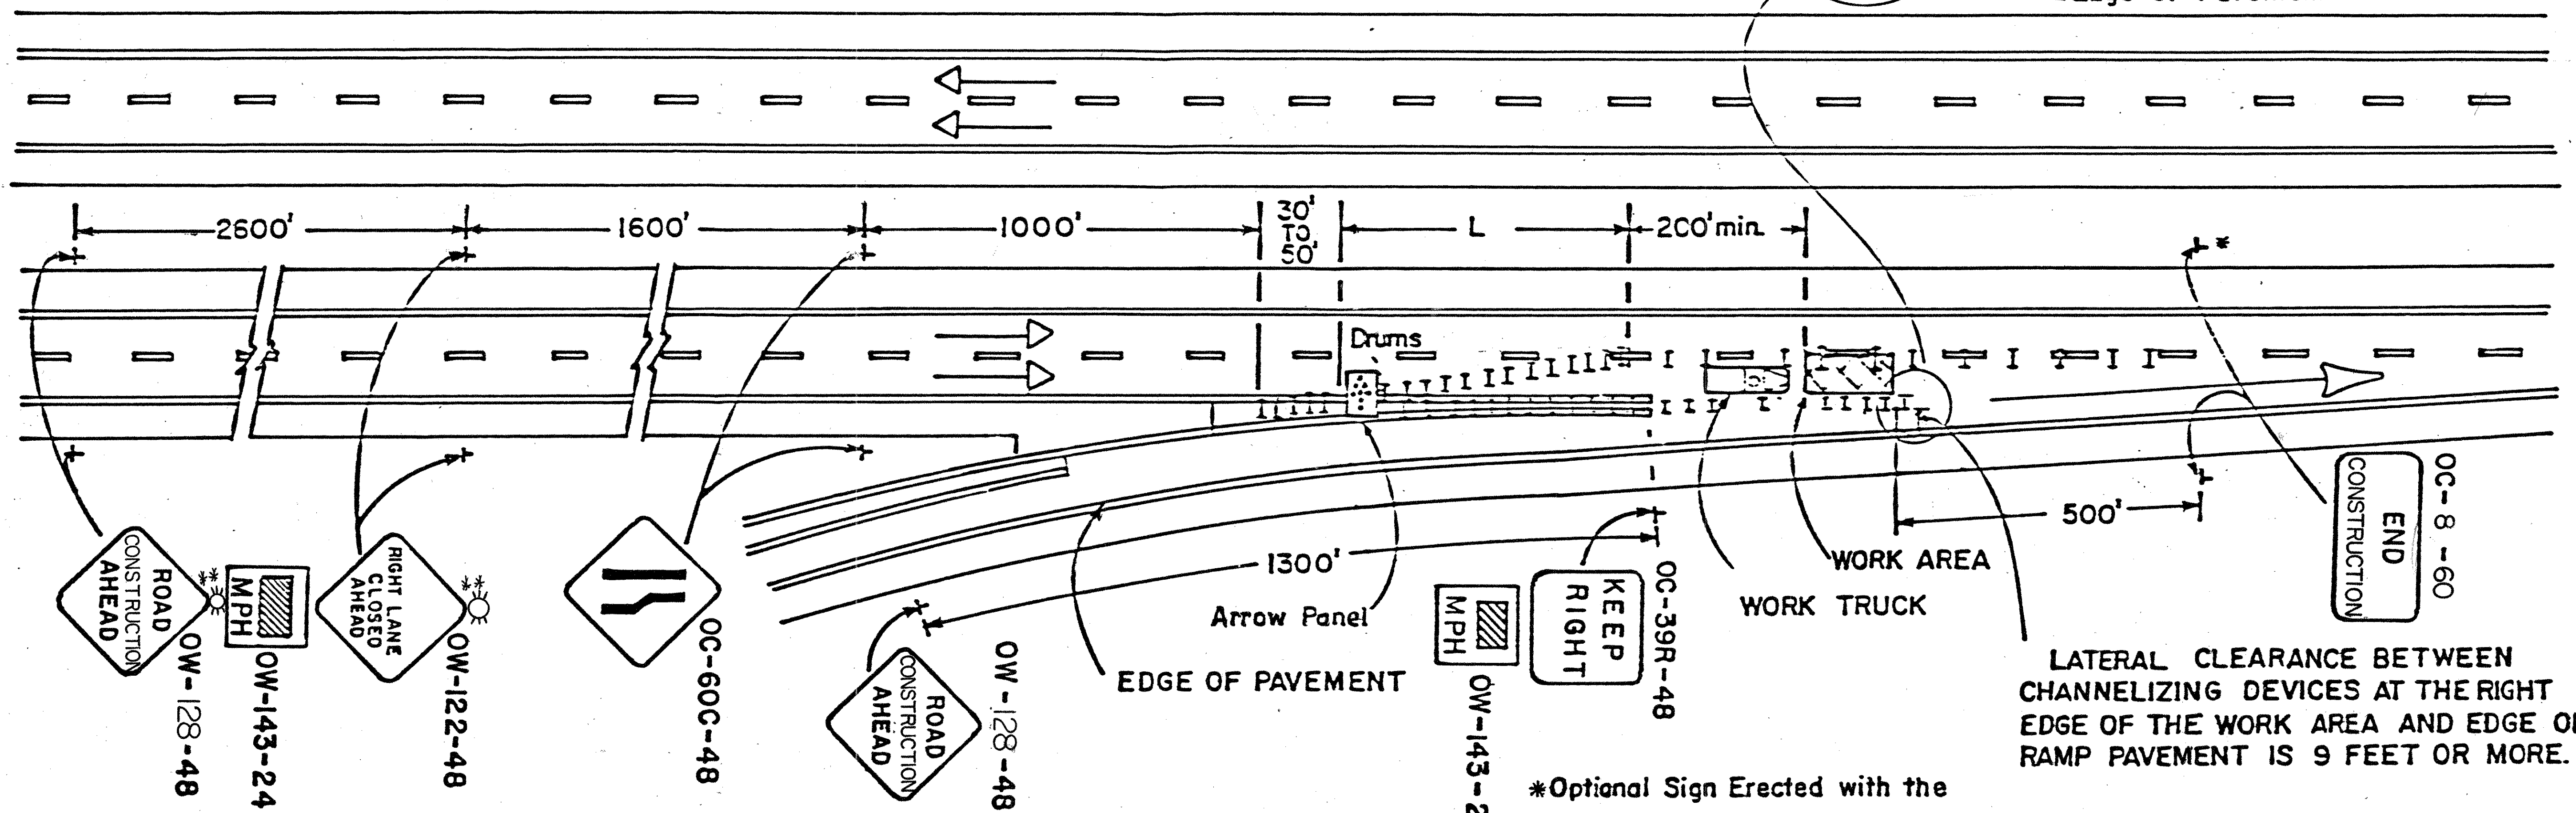 2600'
1600'
1000'
30'
TO
50'
L
200' min.
*
Drums
ROAD
CONSTRUCTION
AHEAD
**
OW-128-48
MPH
OW-143-24
RIGHT LANE
CLOSED
AHEAD
**
OW-122-48
OC-60C-48
ROAD
CONSTRUCTION
AHEAD
OW-128-48
1300'
Arrow Panel
EDGE OF PAVEMENT
MPH
OW-143-2
KEEP
RIGHT
OC-39R-48
WORK AREA
WORK TRUCK
500'
END
CONSTRUCTION
OC-8-60
LATERAL CLEARANCE BETWEEN
CHANNELIZING DEVICES AT THE RIGHT
EDGE OF THE WORK AREA AND EDGE OF
RAMP PAVEMENT IS 9 FEET OR MORE.
*Optional Sign Erected with the